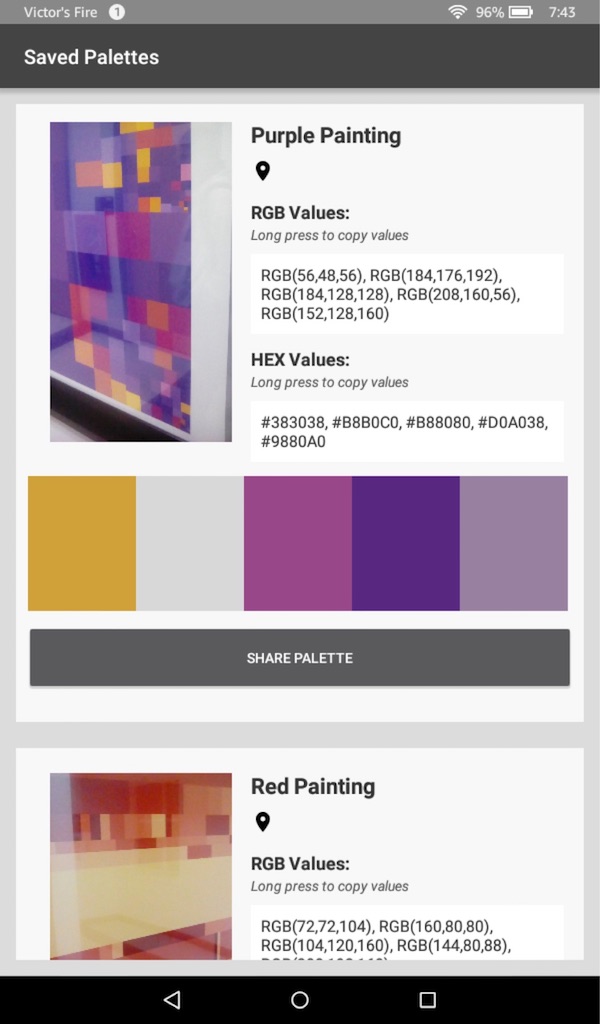 Victor's Fire 1 96% 7:43
Saved Palettes
Purple Painting
RGB Values:
Long press to copy values
RGB(56,48,56), RGB(184,176,192),
RGB(184,128,128), RGB(208,160,56),
RGB(152,128,160)
HEX Values:
Long press to copy values
#383038, #B8B0C0, #B88080, #D0A038,
#9880A0
SHARE PALETTE
Red Painting
RGB Values:
Long press to copy values
RGB(72,72,104), RGB(160,80,80),
RGB(104,120,160), RGB(144,80,88),